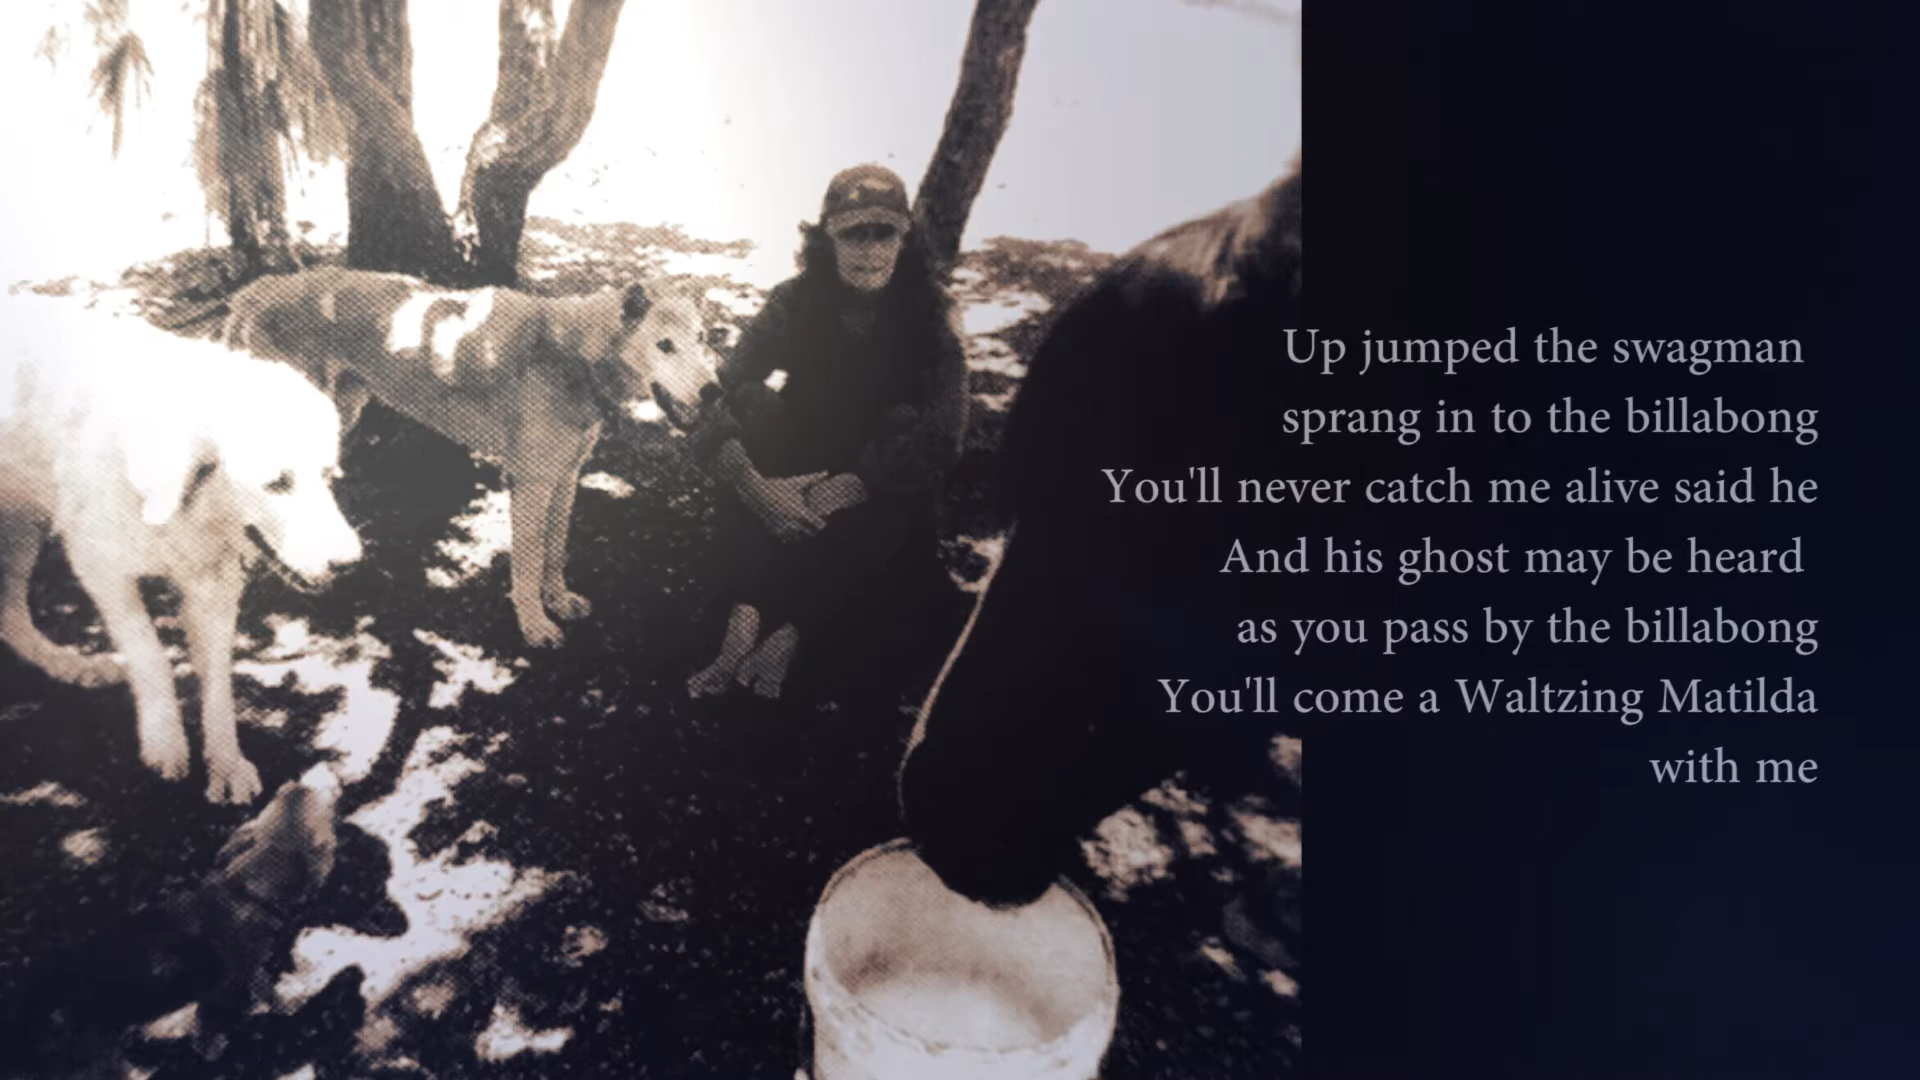 Up jumped the swagman
sprang in to the billabong
You'll never catch me alive said he
And his ghost may be heard
as you pass by the billabong
You'll come a Waltzing Matilda
with me